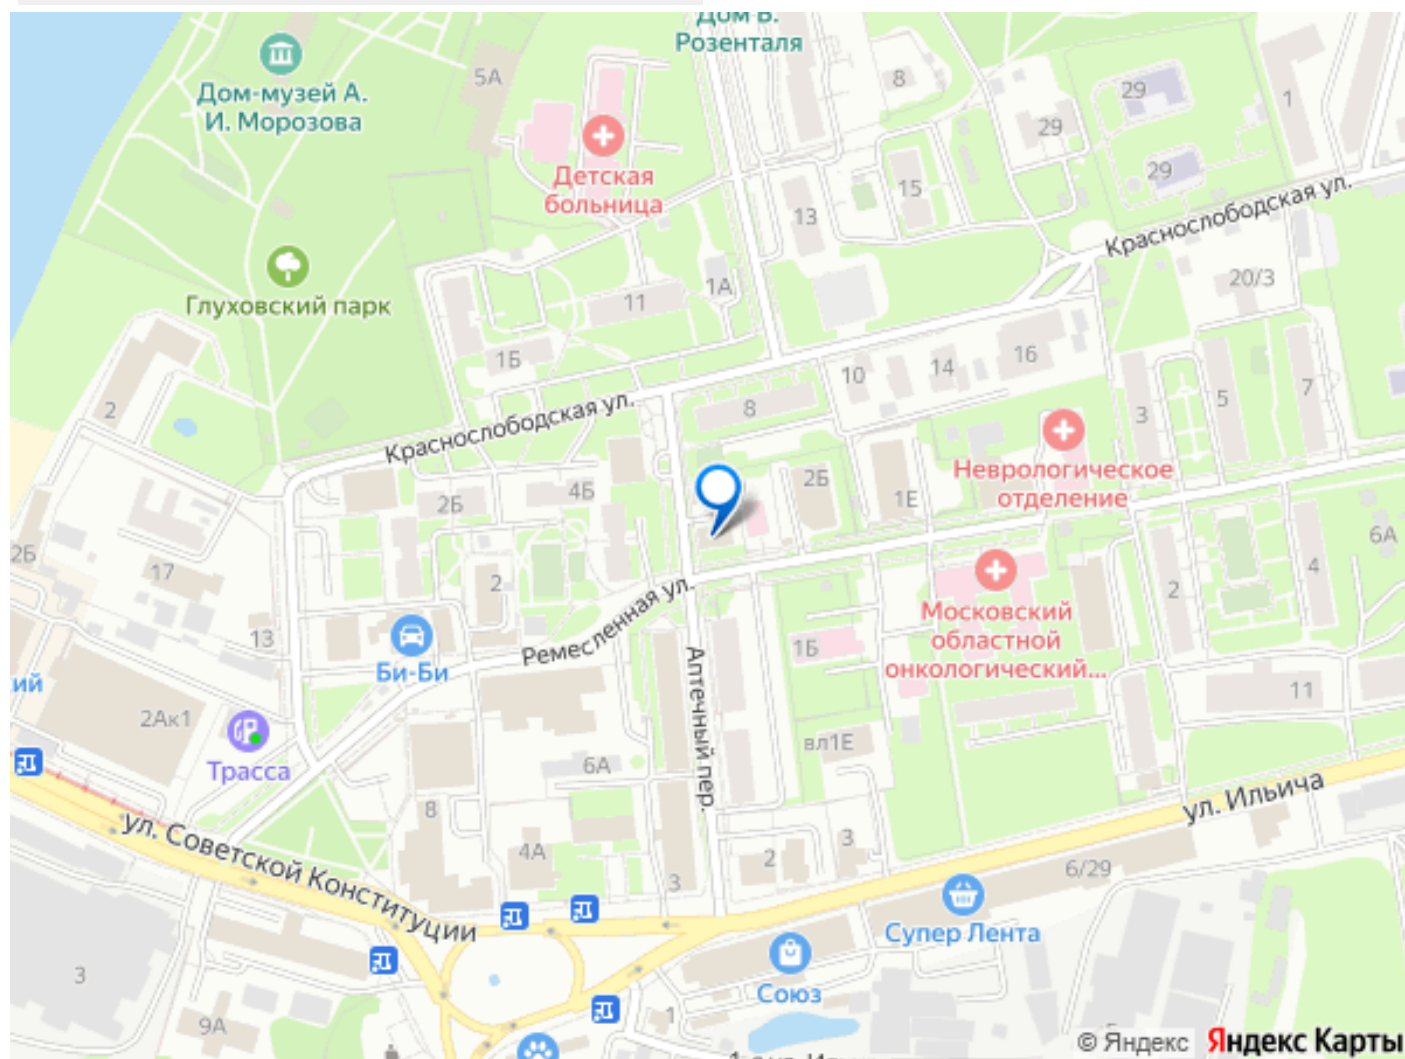 Дом В.
Розенталя
Дом-музей А.
И. Морозова
5А
8
29
1
29
Детская
больница
29
15
13
Краснослободская ул.
Глуховский парк
1А
11
20/3
1Б
16
14
10
7
5
3
8
2
Краснослободская ул.
Неврологическое
отделение
2Б
4Б
2Б
1Е
2Б
17
2
6А
4
2
13
Ремесленная ул.
Би-Би
Московский
областной
онкологический...
1Б
ий
2Ак1
Аптечный пер.
11
Трасса
6А
вл1Е
ул. Ильича
8
ул. Советской Конституции
4А
3
2
3
6/29
Супер Лента
3
Союз
9А
1
© Яндекс
Яндекс Карты